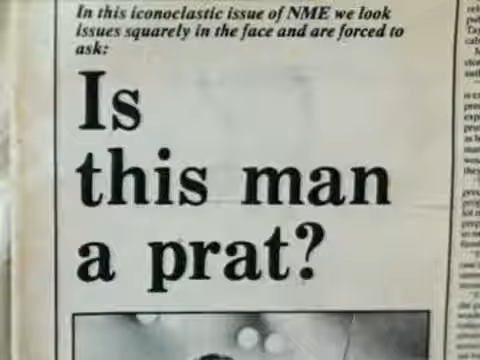 In this iconoclastic issue of NME we look
issues squarely in the face and are forced to
ask:
Is
this man
a prat?